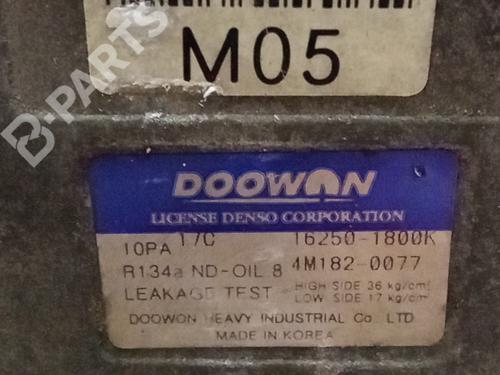 M05
B-PARTS
DOOWON
LICENSE DENSO CORPORATION
10PA 17C 16250-1800K
R134a ND-OIL 8 4M182-0077
LEAKAGE TEST HIGH SIDE 36 kg/cm²
LOW SIDE 17 kg/cm²
DOOWON HEAVY INDUSTRIAL Co LTD
MADE IN KOREA